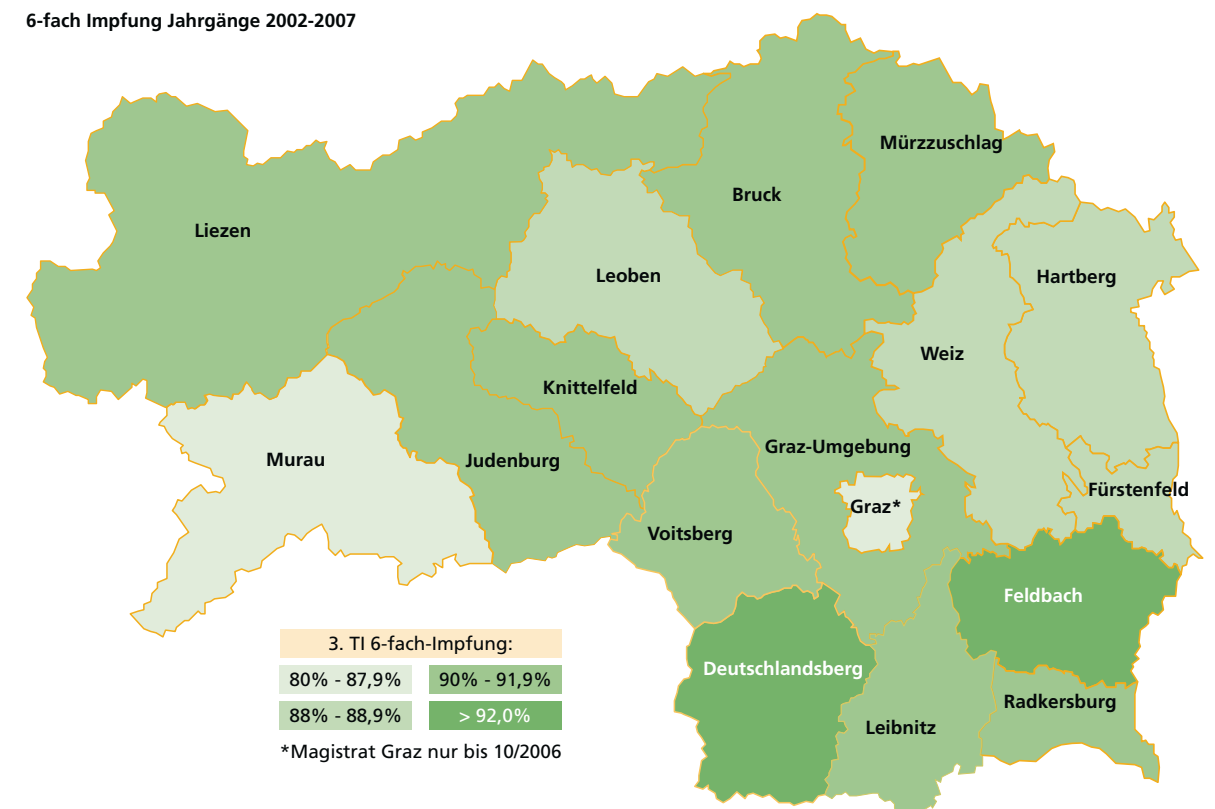 6-fach Impfung Jahrgänge 2002-2007
Mürzzuschlag
Bruck
Liezen
Leoben
Hartberg
Weiz
Knittelfeld
Graz-Umgebung
Murau
Judenburg
Fürstenfeld
Graz*
Voitsberg
Feldbach
3. TI 6-fach-Impfung:
80% - 87,9%
90% - 91,9%
88% - 88,9%
> 92,0%
*Magistrat Graz nur bis 10/2006
Deutschlandsberg
Radkersburg
Leibnitz